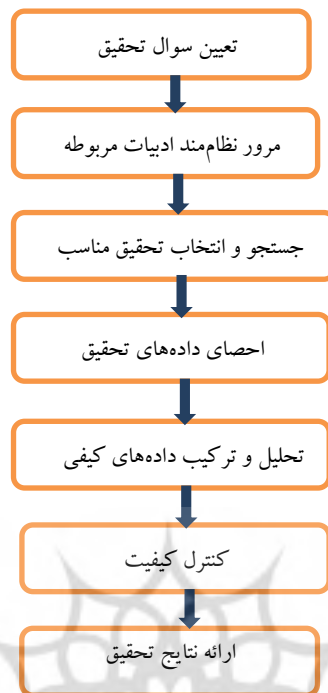 تعیین سوال تحقیق
مرور نظام‌مند ادبیات مربوطه
جستجو و انتخاب تحقیق مناسب
احصای داده‌های تحقیق
تحلیل و ترکیب داده‌های کیفی
کنترل کیفیت
ارائه نتایج تحقیق